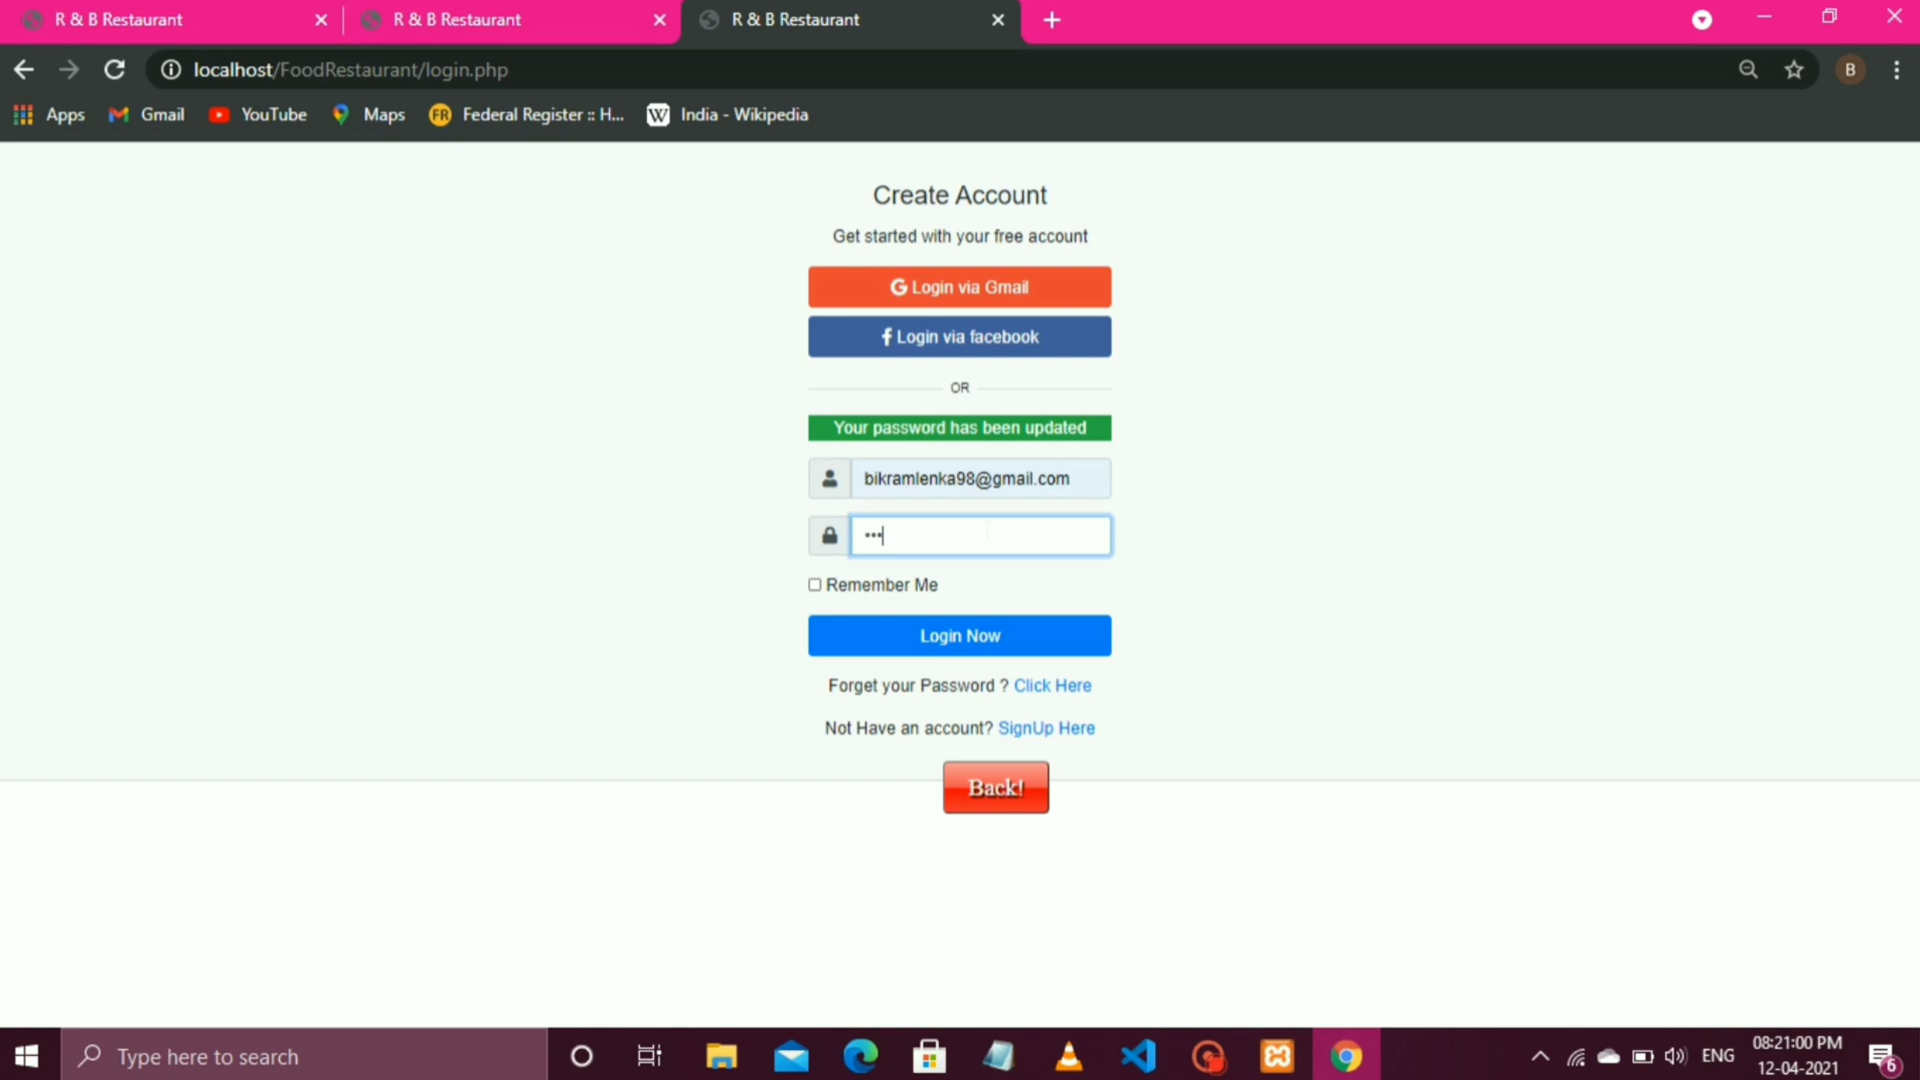 R & B Restaurant
R & B Restaurant
R & B Restaurant
localhost/FoodRestaurant/login.php
B
Apps
Gmail
YouTube
Maps
FR
Federal Register :: H...
W
India - Wikipedia
Create Account
Get started with your free account
G Login via Gmail
f Login via facebook
OR
Your password has been updated
bikramlenka98@gmail.com
•••
Remember Me
Login Now
Forget your Password ? Click Here
Not Have an account? SignUp Here
Back!
Type here to search
ENG
08:21:00 PM
12-04-2021
6